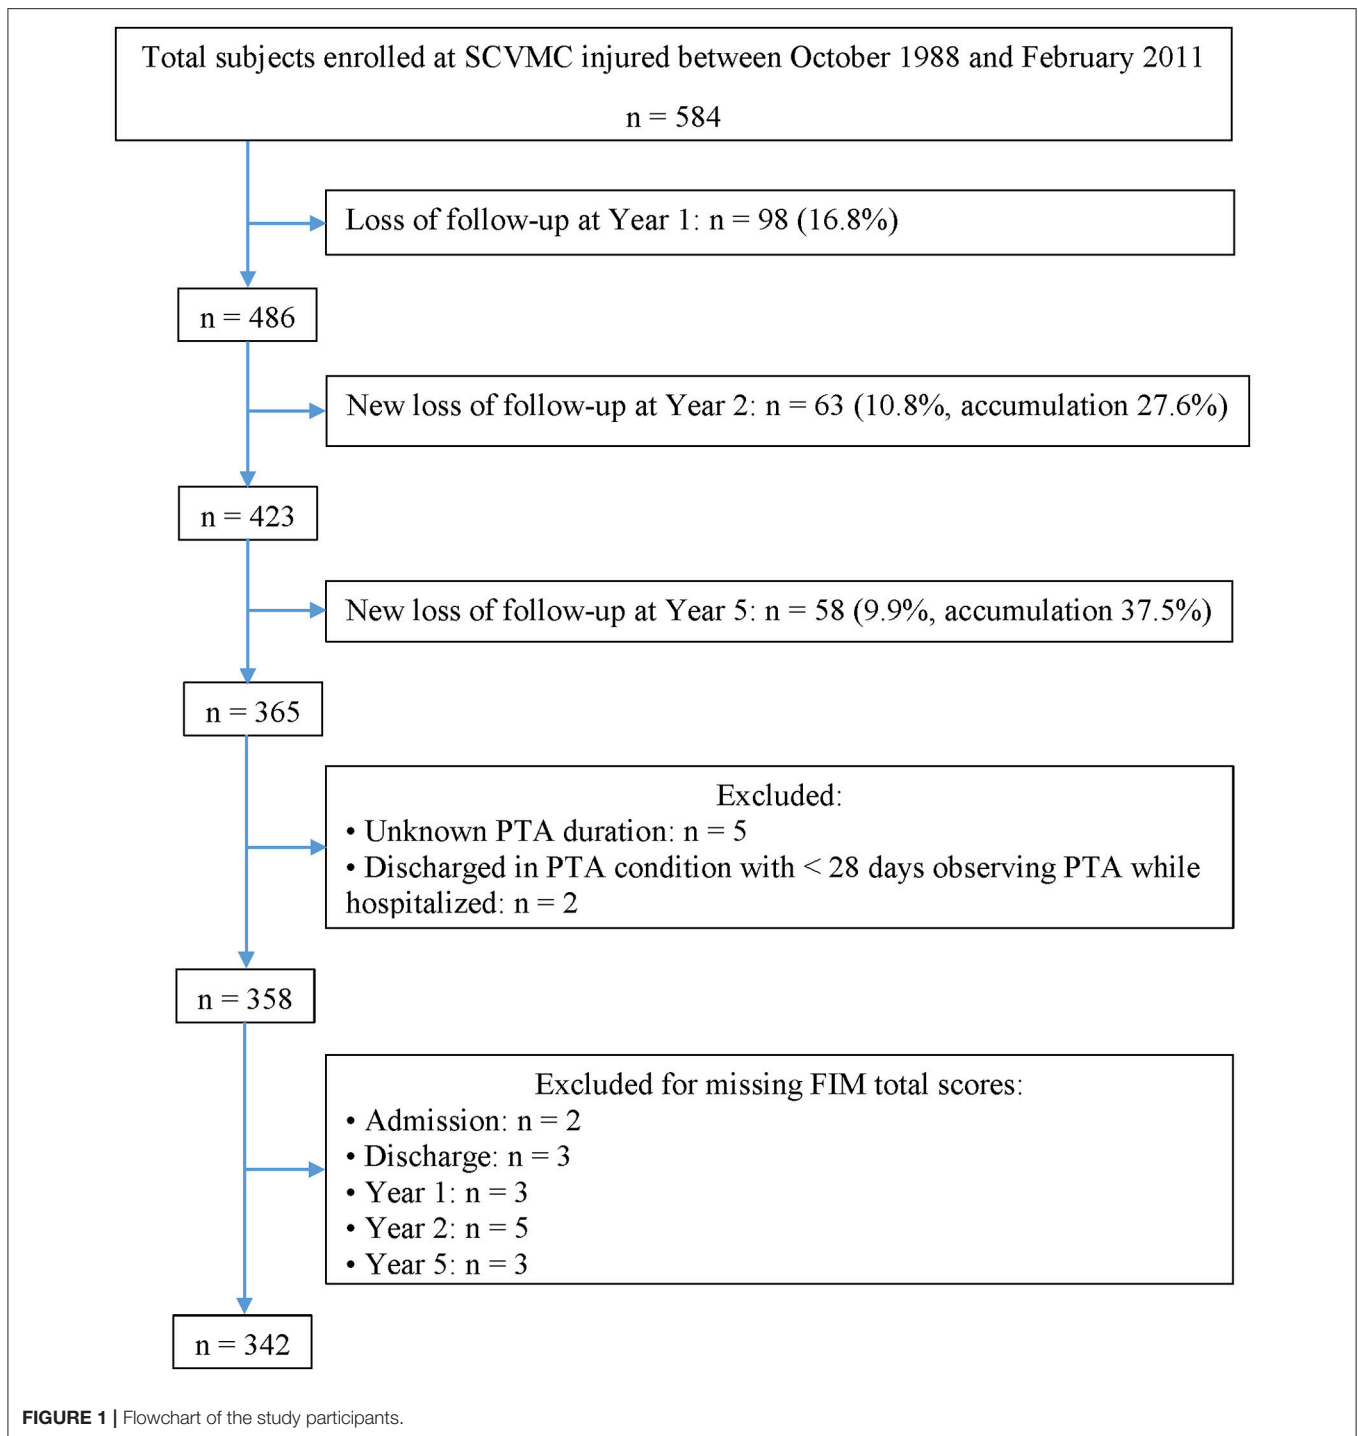 Total subjects enrolled at SCVMC injured between October 1988 and February 2011
n = 584
Loss of follow-up at Year 1: n = 98 (16.8%)
n = 486
New loss of follow-up at Year 2: n = 63 (10.8%, accumulation 27.6%)
n = 423
New loss of follow-up at Year 5: n = 58 (9.9%, accumulation 37.5%)
n = 365
Excluded:
• Unknown PTA duration: n = 5
• Discharged in PTA condition with < 28 days observing PTA while
hospitalized: n = 2
n = 358
Excluded for missing FIM total scores:
• Admission: n = 2
• Discharge: n = 3
• Year 1: n = 3
• Year 2: n = 5
• Year 5: n = 3
n = 342
FIGURE 1 | Flowchart of the study participants.